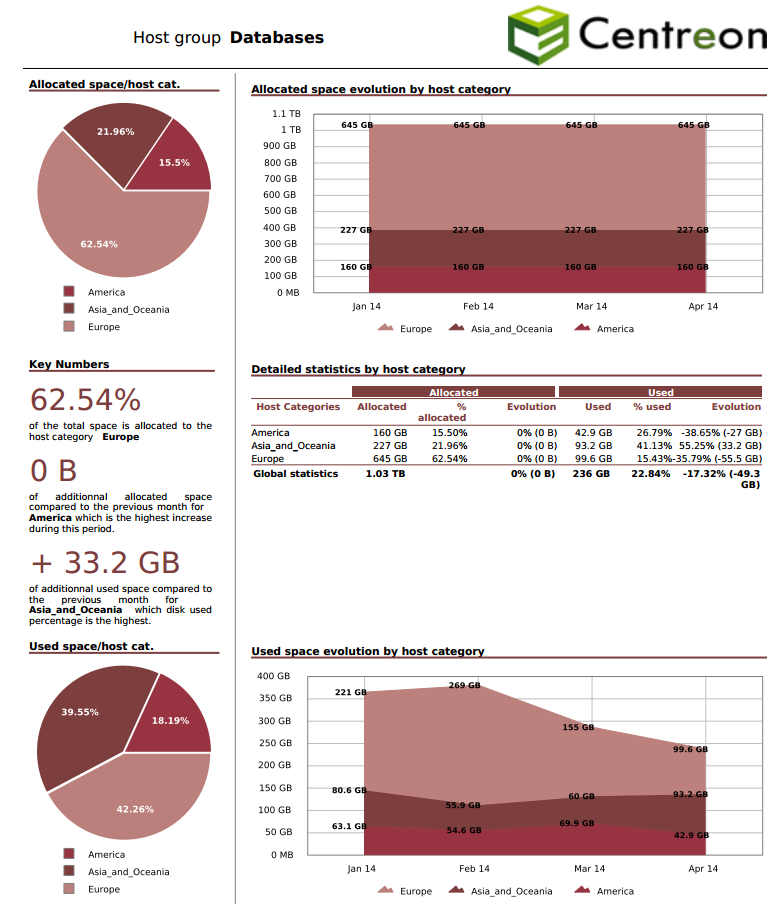 Host group Databases
Centreon
Allocated space/host cat.
21.96%
15.5%
62.54%
America
Asia_and_Oceania
Europe
Allocated space evolution by host category
1.1 TB
1 TB
900 GB
800 GB
700 GB
600 GB
500 GB
400 GB
300 GB
200 GB
100 GB
0 MB
645 GB 645 GB 645 GB 645 GB
227 GB 227 GB 227 GB 227 GB
160 GB 160 GB 160 GB 160 GB
Jan 14 Feb 14 Mar 14 Apr 14
Europe Asia_and_Oceania America
Key Numbers
62.54%
of the total space is allocated to the
host category Europe
0 B
of additionnal allocated space
compared to the previous month for
America which is the highest increase
during this period.
+ 33.2 GB
of additionnal used space compared to
the previous month for
Asia_and_Oceania which disk used
percentage is the highest.
Detailed statistics by host category
Allocated Used
Host Categories Allocated % allocated Evolution Used % used Evolution
America 160 GB 15.50% 0% (0 B) 42.9 GB 26.79% -38.65% (-27 GB)
Asia_and_Oceania 227 GB 21.96% 0% (0 B) 93.2 GB 41.13% 55.25% (33.2 GB)
Europe 645 GB 62.54% 0% (0 B) 99.6 GB 15.43% -35.79% (-55.5 GB)
Global statistics 1.03 TB 0% (0 B) 236 GB 22.84% -17.32% (-49.3
GB)
Used space/host cat.
39.55%
18.19%
42.26%
America
Asia_and_Oceania
Europe
Used space evolution by host category
400 GB
350 GB
300 GB
250 GB
200 GB
150 GB
100 GB
50 GB
0 MB
221 GB 269 GB 155 GB 99.6 GB
80.6 GB 55.9 GB 60 GB 93.2 GB
63.1 GB 54.6 GB 69.9 GB 42.9 GB
Jan 14 Feb 14 Mar 14 Apr 14
Europe Asia_and_Oceania America